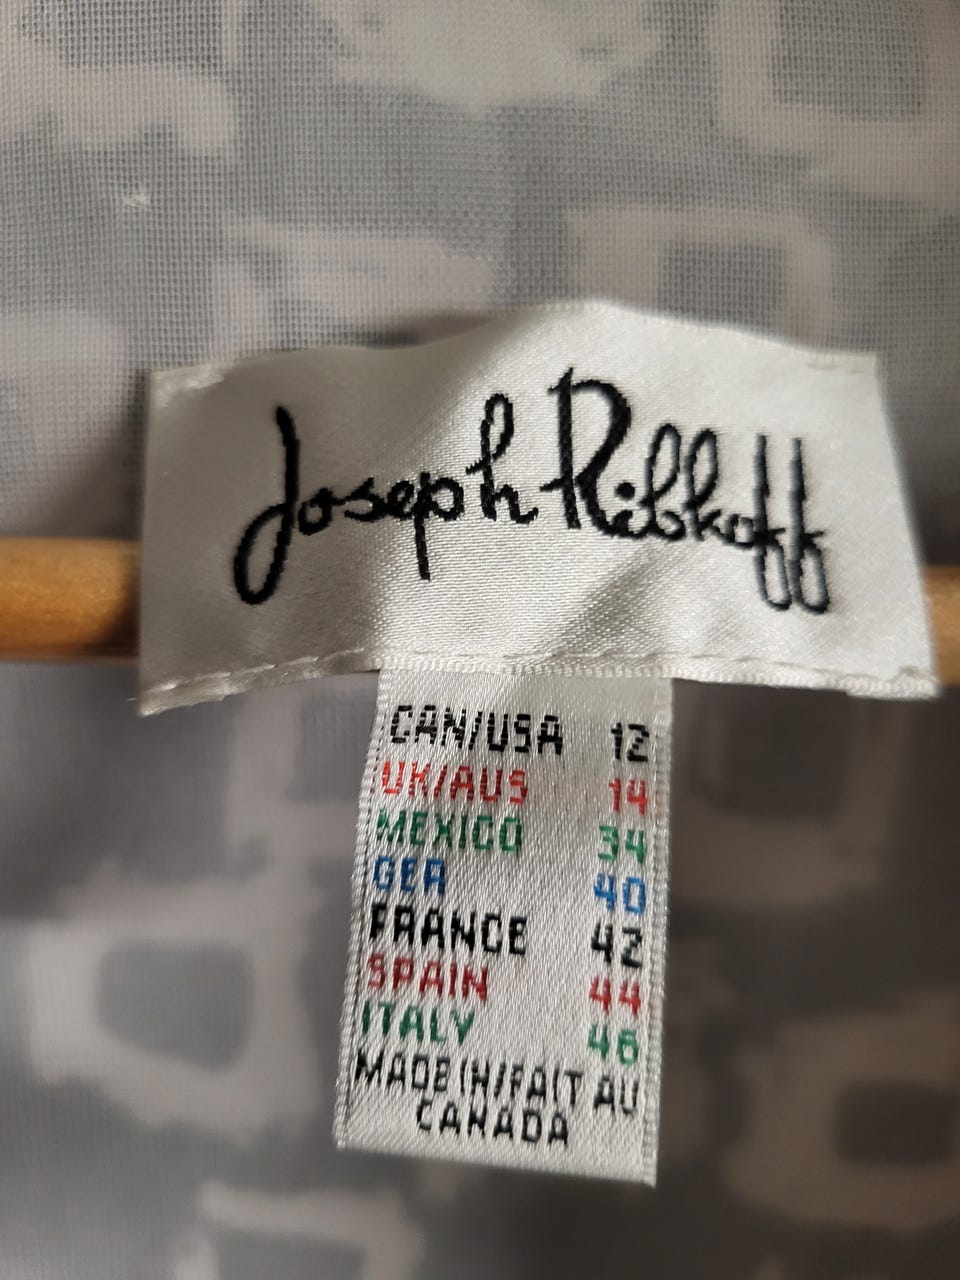 Joseph Ribkoff
CAN/USA 12
UK/AUS 14
MEXICO 34
GER 40
FRANCE 42
SPAIN 44
ITALY 46
MADE IN/FAIT AU
CANADA